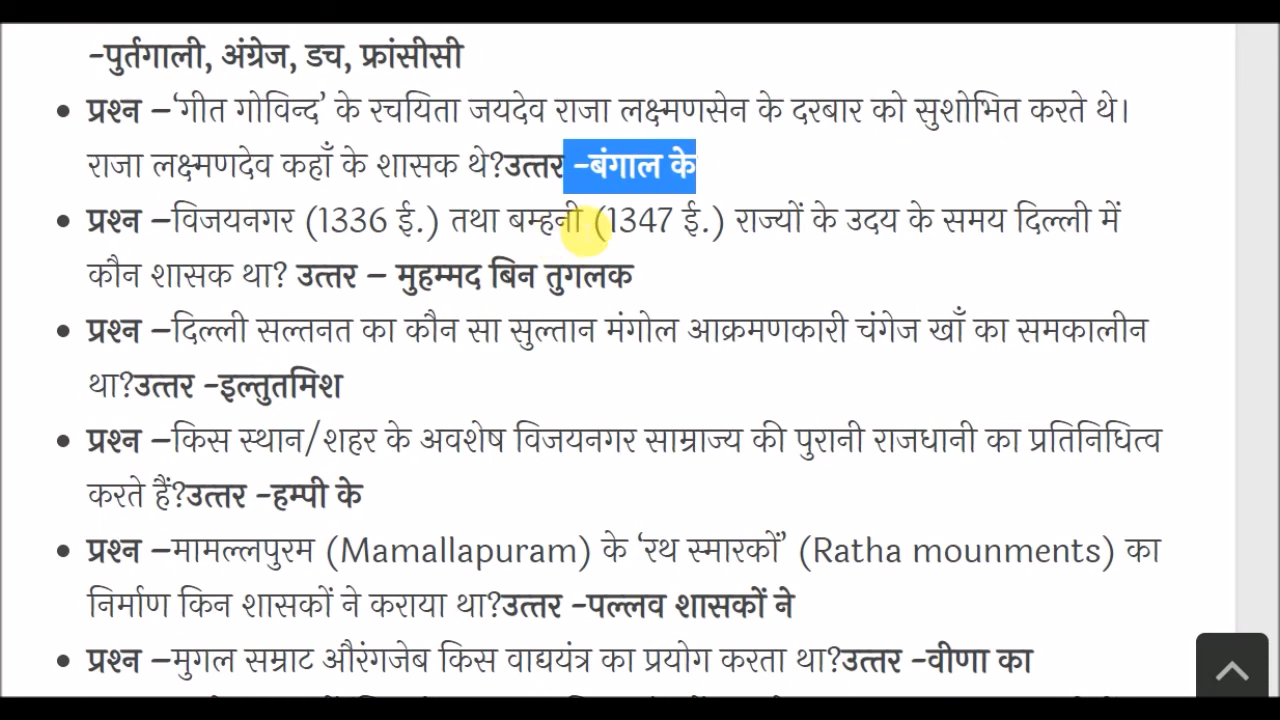 -पुर्तगाली, अंग्रेज, डच, फ्रांसीसी
• प्रश्न –‘गीत गोविन्द’ के रचयिता जयदेव राजा लक्ष्मणसेन के दरबार को सुशोभित करते थे।
राजा लक्ष्मणदेव कहाँ के शासक थे?उत्तर -बंगाल के
• प्रश्न –विजयनगर (1336 ई.) तथा बम्हनी (1347 ई.) राज्यों के उदय के समय दिल्ली में
कौन शासक था? उत्तर – मुहम्मद बिन तुगलक
• प्रश्न –दिल्ली सल्तनत का कौन सा सुल्तान मंगोल आक्रमणकारी चंगेज खाँ का समकालीन
था?उत्तर -इल्तुतमिश
• प्रश्न –किस स्थान/शहर के अवशेष विजयनगर साम्राज्य की पुरानी राजधानी का प्रतिनिधित्व
करते हैं?उत्तर -हम्पी के
• प्रश्न –मामल्लपुरम (Mamallapuram) के ‘रथ स्मारकों’ (Ratha mounments) का
निर्माण किन शासकों ने कराया था?उत्तर -पल्लव शासकों ने
• प्रश्न –मुगल सम्राट औरंगजेब किस वाद्ययंत्र का प्रयोग करता था?उत्तर -वीणा का